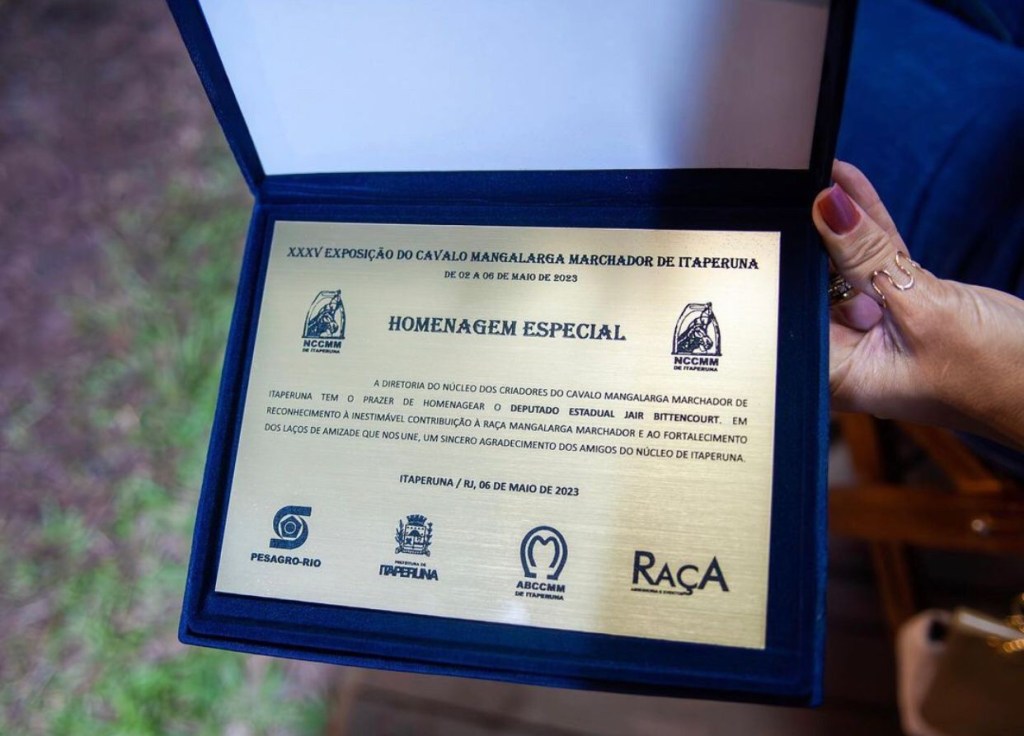 XXXV EXPOSIÇÃO DO CAVALO MANGALARGA MARCHADOR DE ITAPERUNA
DE 02 A 06 DE MAIO DE 2023
HOMENAGEM ESPECIAL
NCCMM
DE ITAPERUNA
NCCMM
DE ITAPERUNA
A DIRETORIA DO NÚCLEO DOS CRIADORES DO CAVALO MANGALARGA MARCHADOR DE
ITAPERUNA TEM O PRAZER DE HOMENAGEAR O DEPUTADO ESTADUAL JAIR BITTENCOURT. EM
RECONHECIMENTO À INESTIMÁVEL CONTRIBUIÇÃO À RAÇA MANGALARGA MARCHADOR E AO FORTALECIMENTO
DOS LAÇOS DE AMIZADE QUE NOS UNE, UM SINCERO AGRADECIMENTO DOS AMIGOS DO NÚCLEO DE ITAPERUNA.
ITAPERUNA / RJ, 06 DE MAIO DE 2023
PESAGRO-RIO
PREFEITURA DE
ITAPERUNA
ABCCMM
DE ITAPERUNA
RAÇA